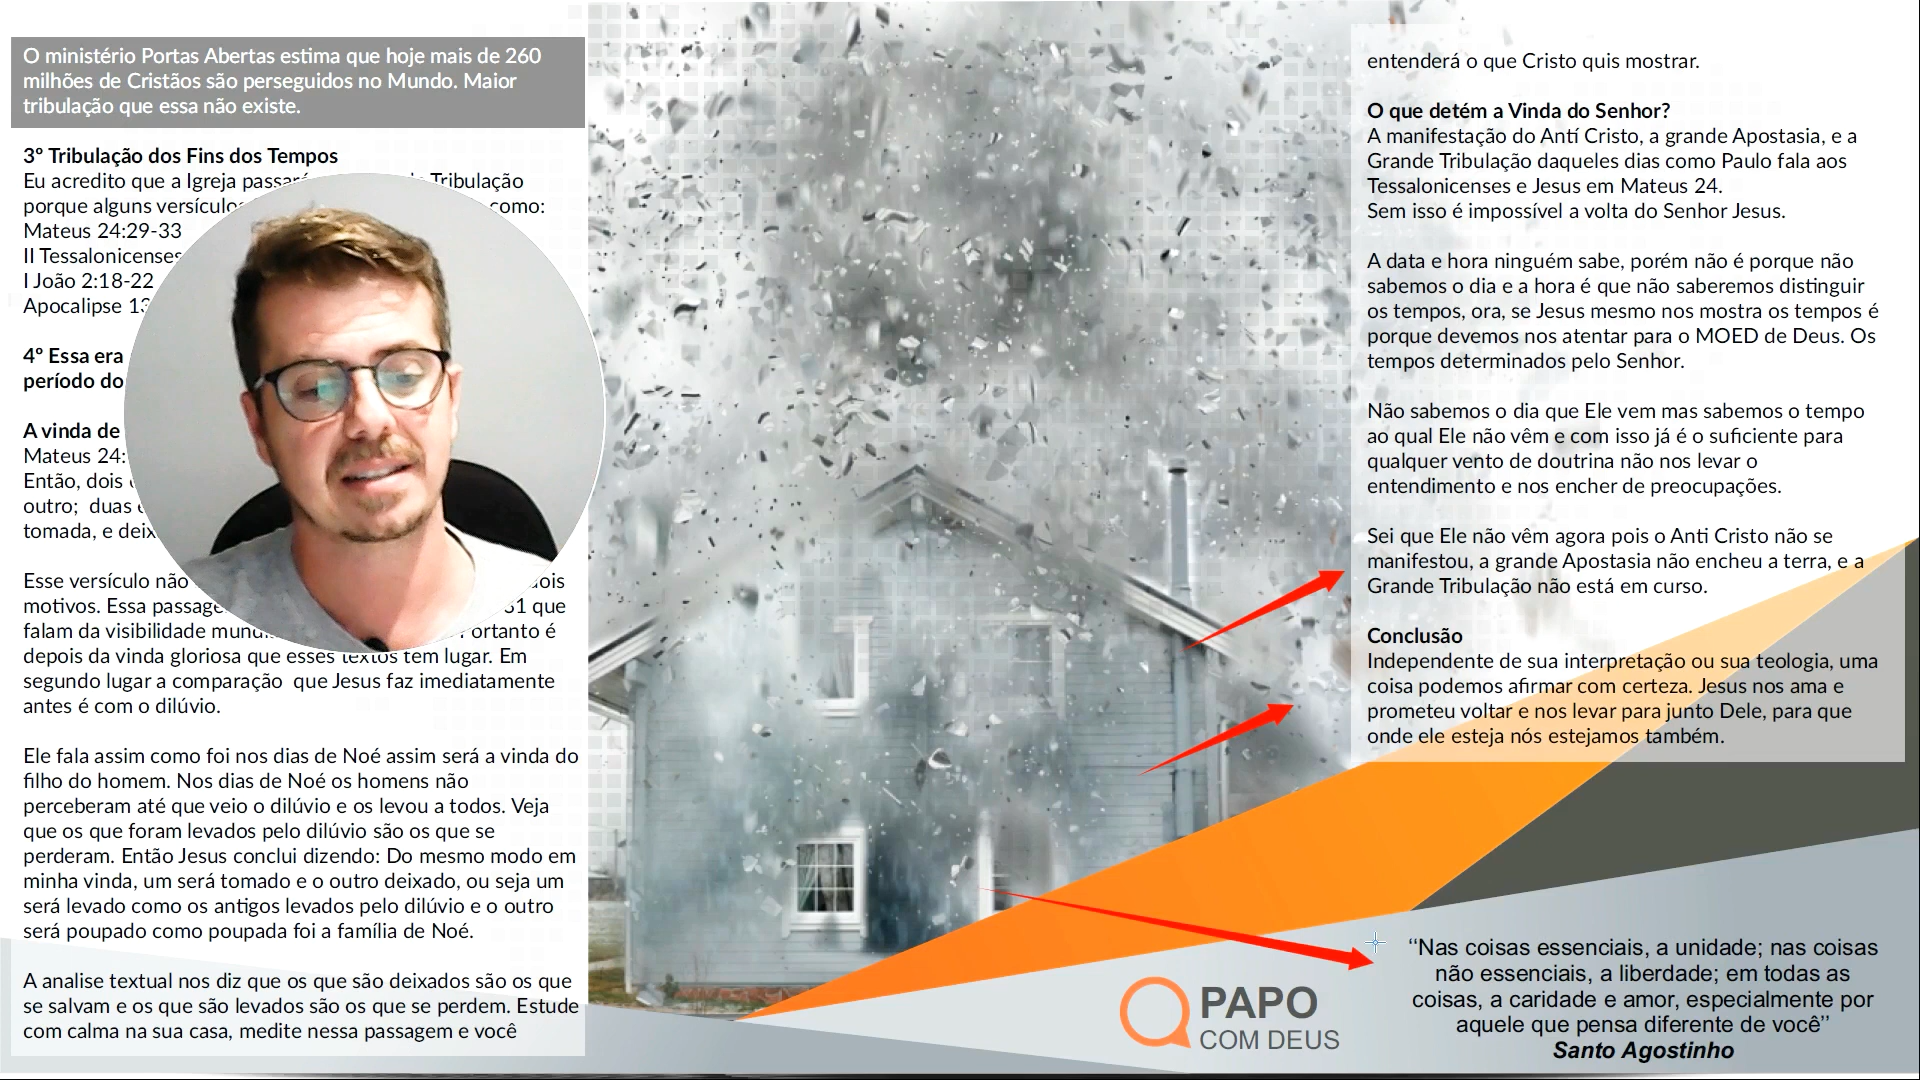 O ministério Portas Abertas estima que hoje mais de 260
milhões de Cristãos são perseguidos no Mundo. Maior
tribulação que essa não existe.
3º Tribulação dos Fins dos Tempos
Eu acredito que a Igreja passará Tribulação
porque alguns como:
Mateus 24:29-33
II Tessalonicenses
I João 2:18-22
Apocalipse
4º Essa era
período do
A vinda de
Mateus
Então, dois
outro; duas
tomada, e
Esse versículo não
motivos. Essa que
falam da visibilidade é
depois da vinda gloriosa que esses textos tem lugar. Em
segundo lugar a comparação que Jesus faz imediatamente
antes é com o dilúvio.
Ele fala assim como foi nos dias de Noé assim será a vinda do
filho do homem. Nos dias de Noé os homens não
perceberam até que veio o dilúvio e os levou a todos. Veja
que os que foram levados pelo dilúvio são os que se
perderam. Então Jesus conclui dizendo: Do mesmo modo em
minha vinda, um será tomado e o outro deixado, ou seja um
será levado como os antigos levados pelo dilúvio e o outro
será poupado como poupada foi a família de Noé.
A analise textual nos diz que os que são deixados são os que
se salvam e os que são levados são os que se perdem. Estude
com calma na sua casa, medite nessa passagem e você
entenderá o que Cristo quis mostrar.
O que detém a Vinda do Senhor?
A manifestação do Antí Cristo, a grande Apostasia, e a
Grande Tribulação daqueles dias como Paulo fala aos
Tessalonicenses e Jesus em Mateus 24.
Sem isso é impossível a volta do Senhor Jesus.
A data e hora ninguém sabe, porém não é porque não
sabemos o dia e a hora é que não saberemos distinguir
os tempos, ora, se Jesus mesmo nos mostra os tempos é
porque devemos nos atentar para o MOED de Deus. Os
tempos determinados pelo Senhor.
Não sabemos o dia que Ele vem mas sabemos o tempo
ao qual Ele não vêm e com isso já é o suficiente para
qualquer vento de doutrina não nos levar o
entendimento e nos encher de preocupações.
Sei que Ele não vêm agora pois o Anti Cristo não se
manifestou, a grande Apostasia não encheu a terra, e a
Grande Tribulação não está em curso.
Conclusão
Independente de sua interpretação ou sua teologia, uma
coisa podemos afirmar com certeza. Jesus nos ama e
prometeu voltar e nos levar para junto Dele, para que
onde ele esteja nós estejamos também.
PAPO
COM DEUS
‘‘Nas coisas essenciais, a unidade; nas coisas
não essenciais, a liberdade; em todas as
coisas, a caridade e amor, especialmente por
aquele que pensa diferente de você’’
Santo Agostinho